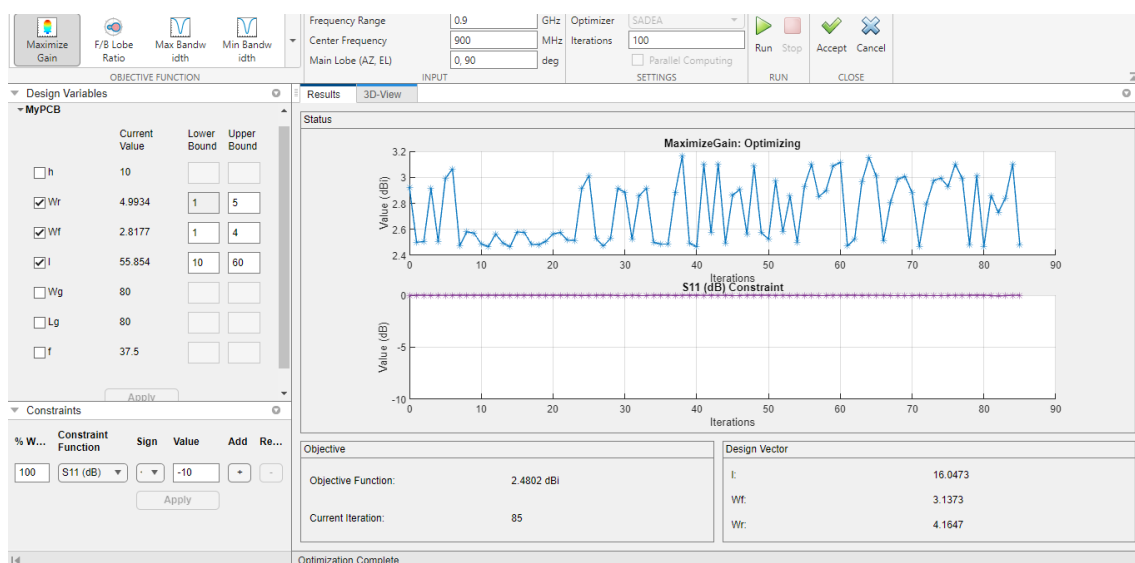 Maximize Gain
F/B Lobe Ratio
Max Bandw idth
Min Bandw idth
OBJECTIVE FUNCTION
Frequency Range 0.9 GHz
Center Frequency 900 MHz
Main Lobe (AZ, EL) 0, 90 deg
INPUT
Optimizer SADEA
Iterations 100
Parallel Computing
SETTINGS
Run Stop
RUN
Accept Cancel
CLOSE
Design Variables
MyPCB
Current Value Lower Bound Upper Bound
h 10
Wr 4.9934 1 5
Wf 2.8177 1 4
l 55.854 10 60
Wg 80
Lg 80
f 37.5
Apply
Constraints
% W... Constraint Function Sign Value Add Re...
100 S11 (dB) -10 + -
Apply
Results 3D-View
Status
MaximizeGain: Optimizing
Value (dBi)
3.2
3
2.8
2.6
2.4
0 10 20 30 40 50 60 70 80 90
Iterations
S11 (dB) Constraint
Value (dB)
0
-5
-10
0 10 20 30 40 50 60 70 80 90
Iterations
Objective
Objective Function: 2.4802 dBi
Current Iteration: 85
Design Vector
l: 16.0473
Wf: 3.1373
Wr: 4.1647
Optimization Complete